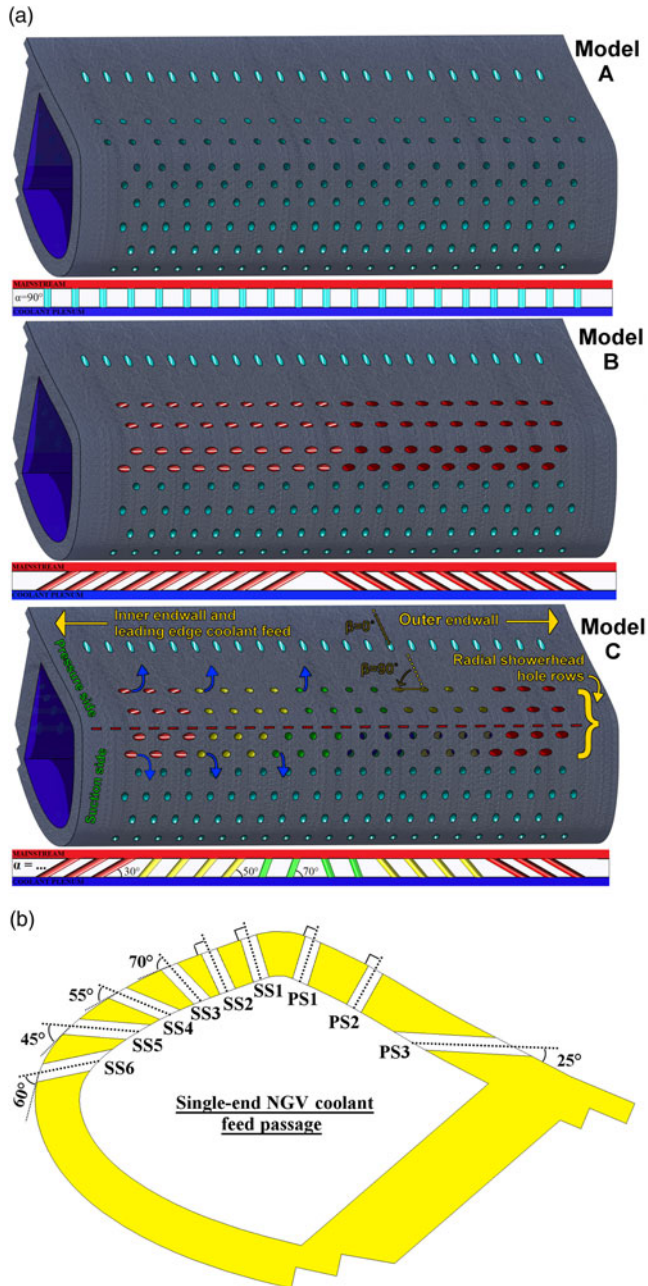 (a)
Model
A
MAINSTREAM
α=90°
COOLANT PLENUM
Model
B
MAINSTREAM
COOLANT PLENUM
Inner endwall and
leading edge coolant feed
β=0°
Outer endwall
Model
C
Pressure side
β=90°
Radial showerhead
hole rows
Suction side
MAINSTREAM
α = ...
30°
50°
70°
COOLANT PLENUM
(b)
70°
55°
45°
60°
SS6
SS5
SS4
SS3
SS2
SS1
PS1
PS2
PS3
25°
Single-end NGV coolant
feed passage